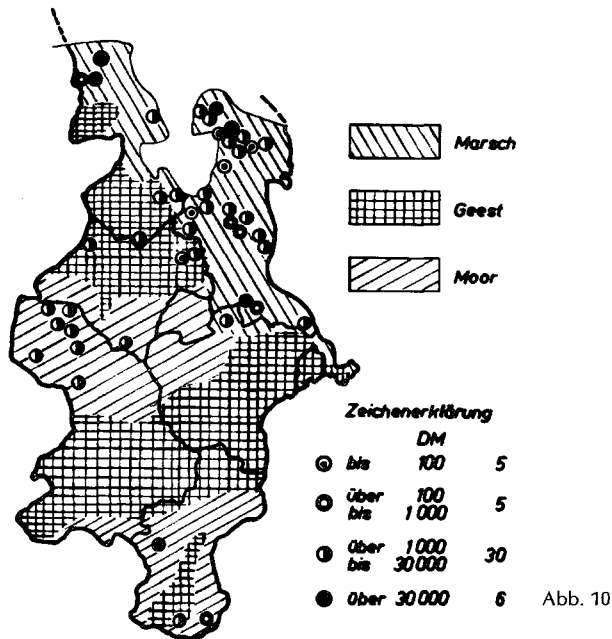 Marsch
Geest
Moor
Zeichenerklärung
DM
bis 100 5
über 100
bis 1000 5
über 1000
bis 30000 30
über 30000 6
Abb. 10